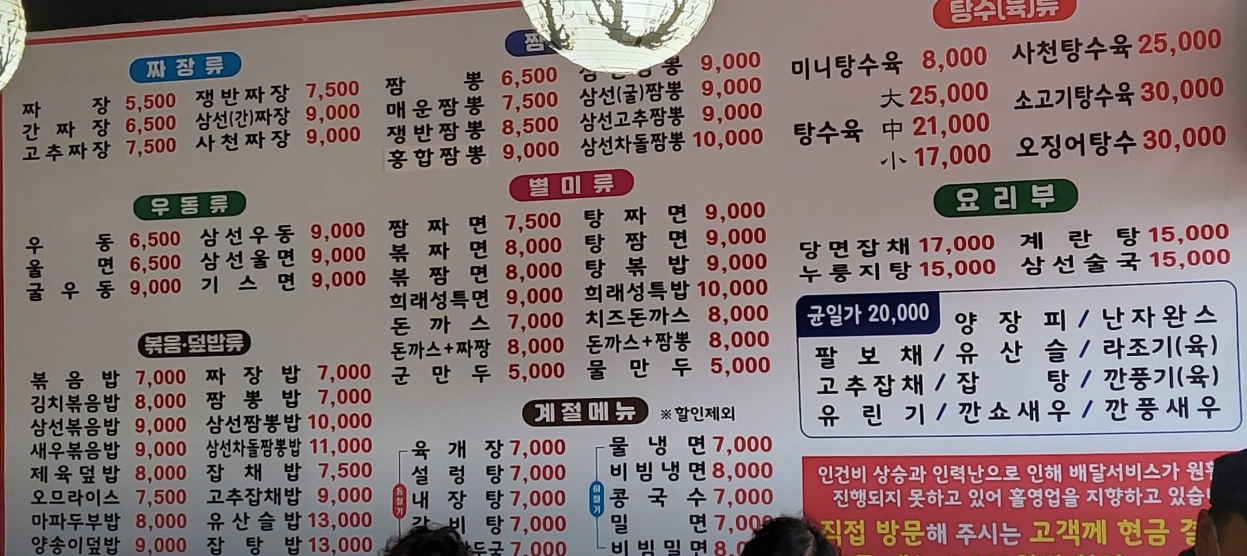 짜장류
짜 장 5,500 쟁반짜장 7,500
간 짜 장 6,500 삼선(간)짜장 9,000
고추짜장 7,500 사천짜장 9,000
우동류
우 동 6,500 삼선우동 9,000
울 면 6,500 삼선울면 9,000
굴 우 동 9,000 기 스 면 9,000
볶음·덮밥류
볶 음 밥 7,000 짜 장 밥 7,000
김치볶음밥 8,000 짬 뽕 밥 7,000
삼선볶음밥 9,000 삼선짬뽕밥 10,000
새우볶음밥 9,000 삼선차돌짬뽕밥 11,000
제육덮밥 8,000 잡 채 밥 7,500
오므라이스 7,500 고추잡채밥 9,000
마파두부밥 8,000 유산슬밥 13,000
양송이덮밥 9,000 잡 탕 밥 13,000
짬
짬 뽕 6,500 짬뽕 9,000
매운짬뽕 7,500 삼선(굴)짬뽕 9,000
쟁반짬뽕 8,500 삼선고추짬뽕 9,000
홍합짬뽕 9,000 삼선차돌짬뽕 10,000
별미류
짬 짜 면 7,500 탕 짜 면 9,000
볶 짜 면 8,000 탕 짬 면 9,000
볶 짬 면 8,000 탕 볶 밥 9,000
희래성특면 9,000 희래성특밥 10,000
돈 까 스 7,000 치즈돈까스 8,000
돈까스+짜짱 8,000 돈까스+짬뽕 8,000
군 만 두 5,000 물 만 두 5,000
계절메뉴 ※할인제외
동절기
육 개 장 7,000
설 렁 탕 7,000
내 장 탕 7,000
갈 비 탕 7,000
두국 7,000
하절기
물 냉 면 7,000
비빔냉면 8,000
콩 국 수 7,000
밀 면 7,000
비빔밀면 8,
탕수(육)류
미니탕수육 8,000 사천탕수육 25,000
大 25,000 소고기탕수육 30,000
탕수육 中 21,000
小 17,000 오징어탕수 30,000
요리부
당면잡채 17,000 계 란 탕 15,000
누룽지탕 15,000 삼선술국 15,000
균일가 20,000 양 장 피 / 난자완스
팔 보 채 / 유 산 슬 / 라조기(육)
고추잡채 / 잡 탕 / 깐풍기(육)
유 린 기 / 깐쇼새우 / 깐풍새우
인건비 상승과 인력난으로 인해 배달서비스가 원
진행되지 못하고 있어 홀영업을 지향하고 있습
직접 방문해 주시는 고객께 현금 결